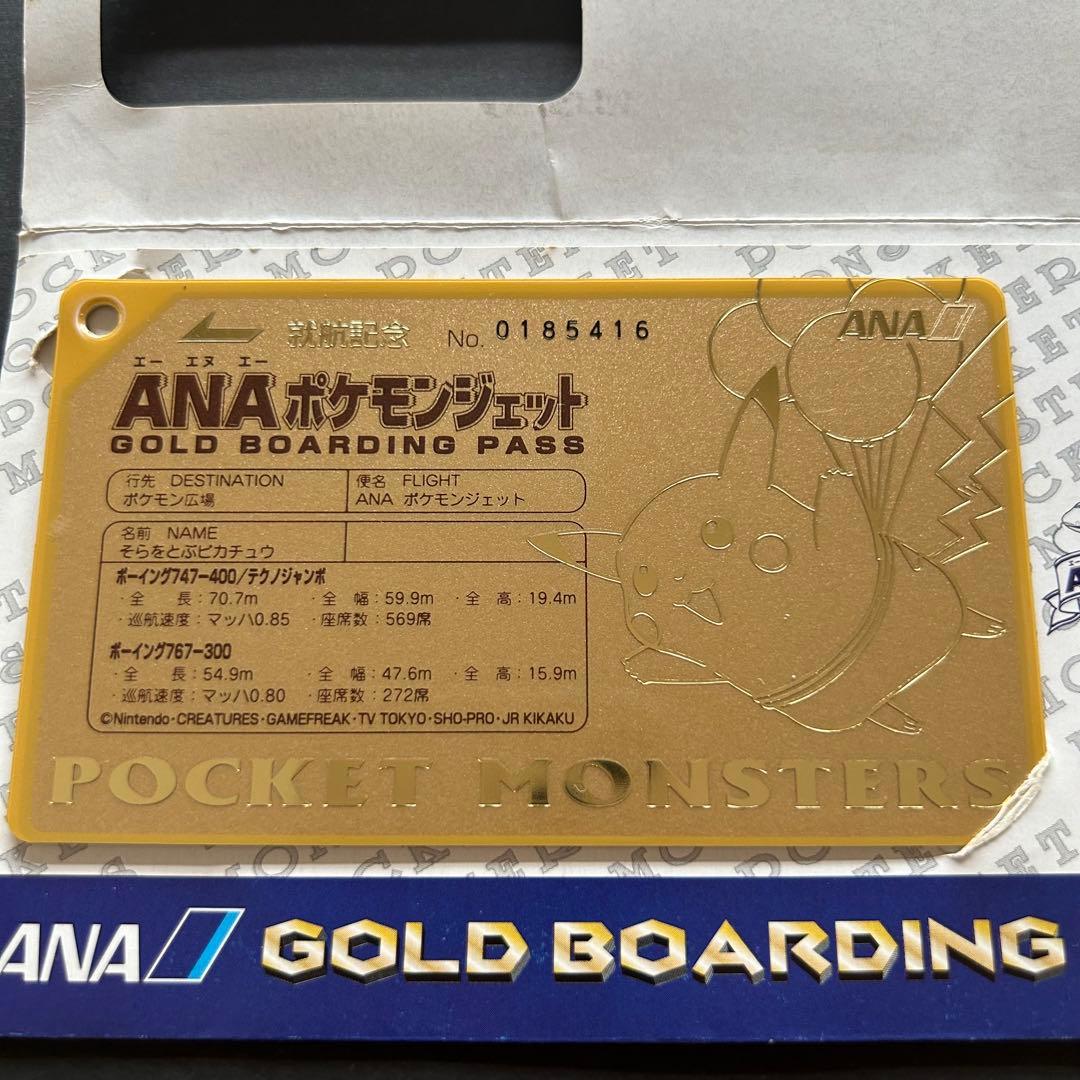 就航記念 No. 0185416 ANA
エー エヌ エー
ANAポケモンジェット
GOLD BOARDING PASS
行先 DESTINATION 便名 FLIGHT
ポケモン広場 ANA ポケモンジェット
名前 NAME
そらをとぶピカチュウ
ボーイング747-400/テクノジャンボ
・全 長:70.7m ・全 幅:59.9m ・全 高:19.4m
・巡航速度:マッハ0.85 ・座席数:569席
ボーイング767-300
・全 長:54.9m ・全 幅:47.6m ・全 高:15.9m
・巡航速度:マッハ0.80 ・座席数:272席
©Nintendo・CREATURES・GAMEFREAK・TV TOKYO・SHO-PRO・JR KIKAKU
POCKET MONSTERS
ANA GOLD BOARDING